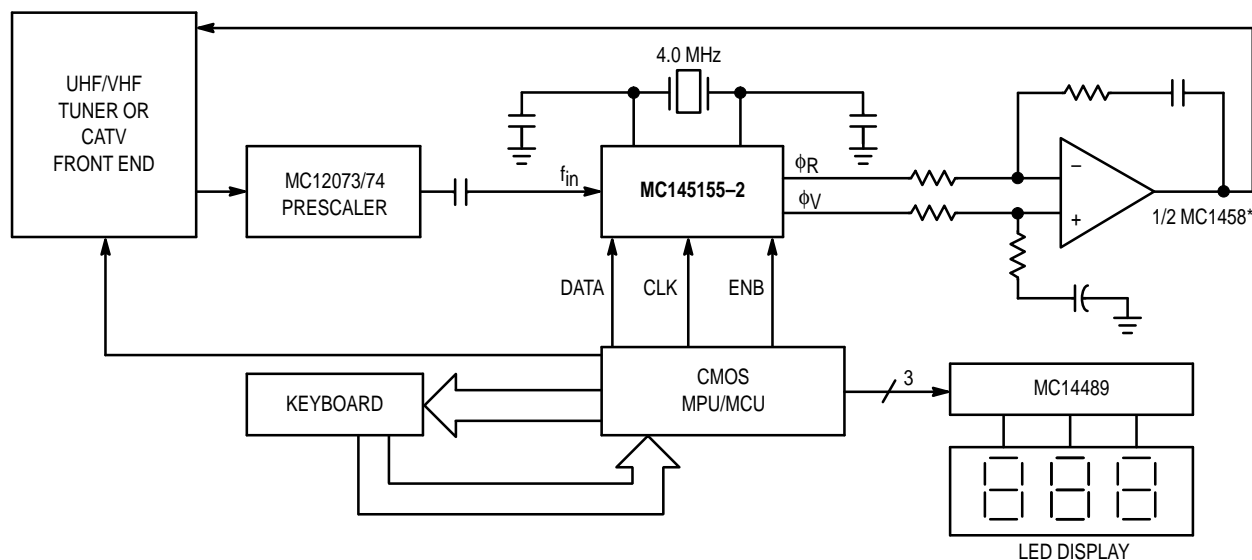 4.0 MHz
UHF/VHF
TUNER OR
CATV
FRONT END
MC12073/74
PRESCALER
fin
MC145155–2
ϕR
ϕV
–
+
1/2 MC1458*
DATA
CLK
ENB
KEYBOARD
CMOS
MPU/MCU
3
MC14489
LED DISPLAY